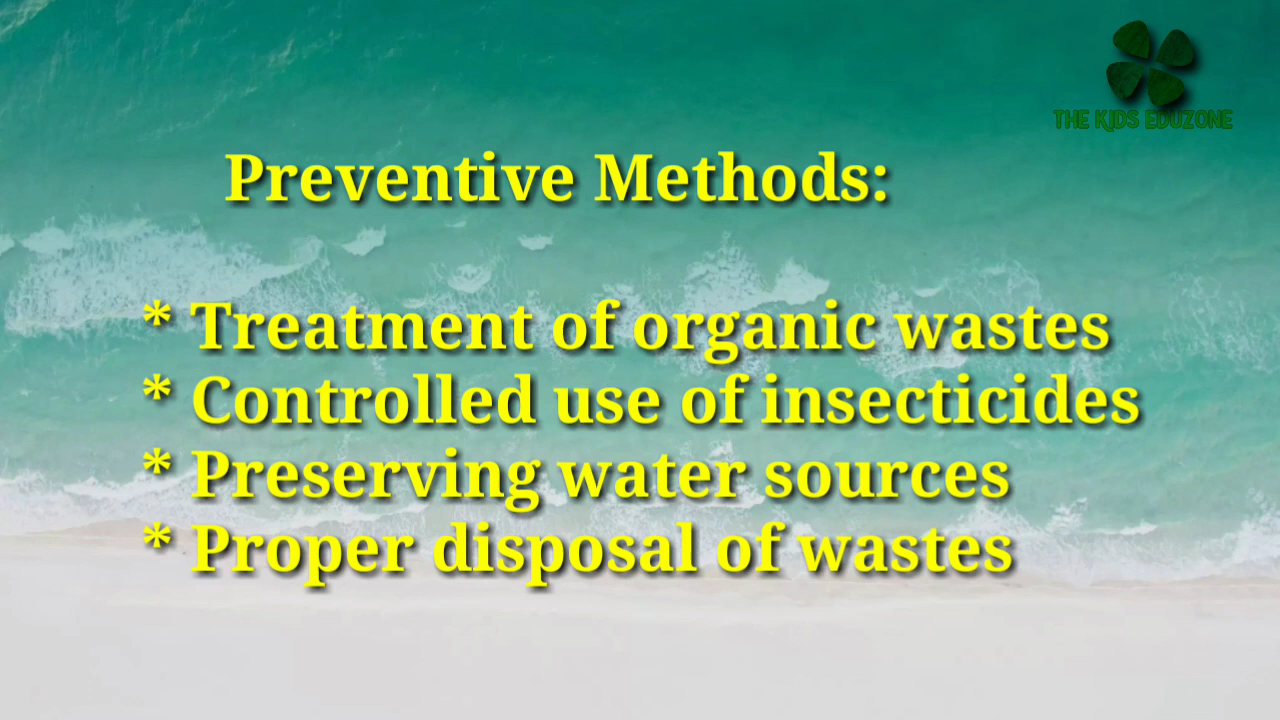 THE KIDS EDUZONE
Preventive Methods:
* Treatment of organic wastes
* Controlled use of insecticides
* Preserving water sources
* Proper disposal of wastes